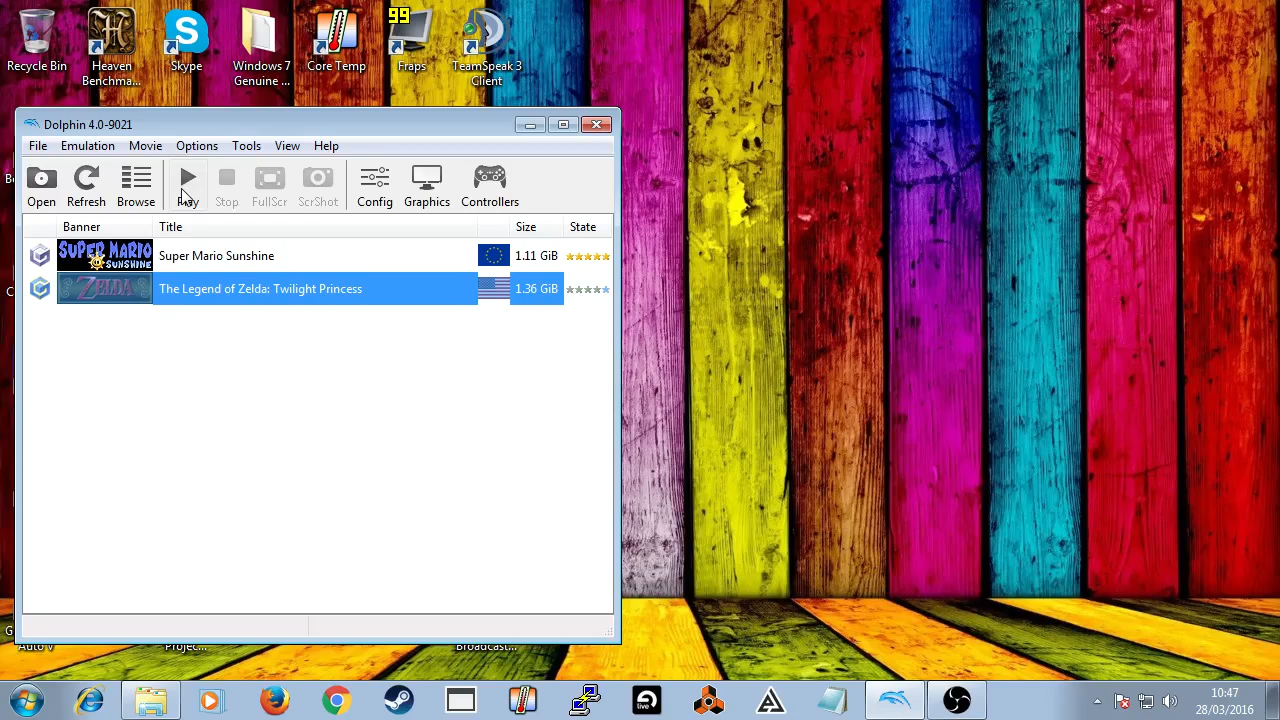 99
Recycle Bin
Heaven
Benchma...
Skype
Windows 7
Genuine ...
Core Temp
Fraps
TeamSpeak 3
Client
Dolphin 4.0-9021
File Emulation Movie Options Tools View Help
Open Refresh Browse Play Stop FullScr ScrShot Config Graphics Controllers
Banner Title Size State
SUPER MARIO
SUNSHINE
Super Mario Sunshine 1.11 GiB
ZELDA
The Legend of Zelda: Twilight Princess 1.36 GiB
Auto V
Projec...
Broadcast...
live
10:47
28/03/2016